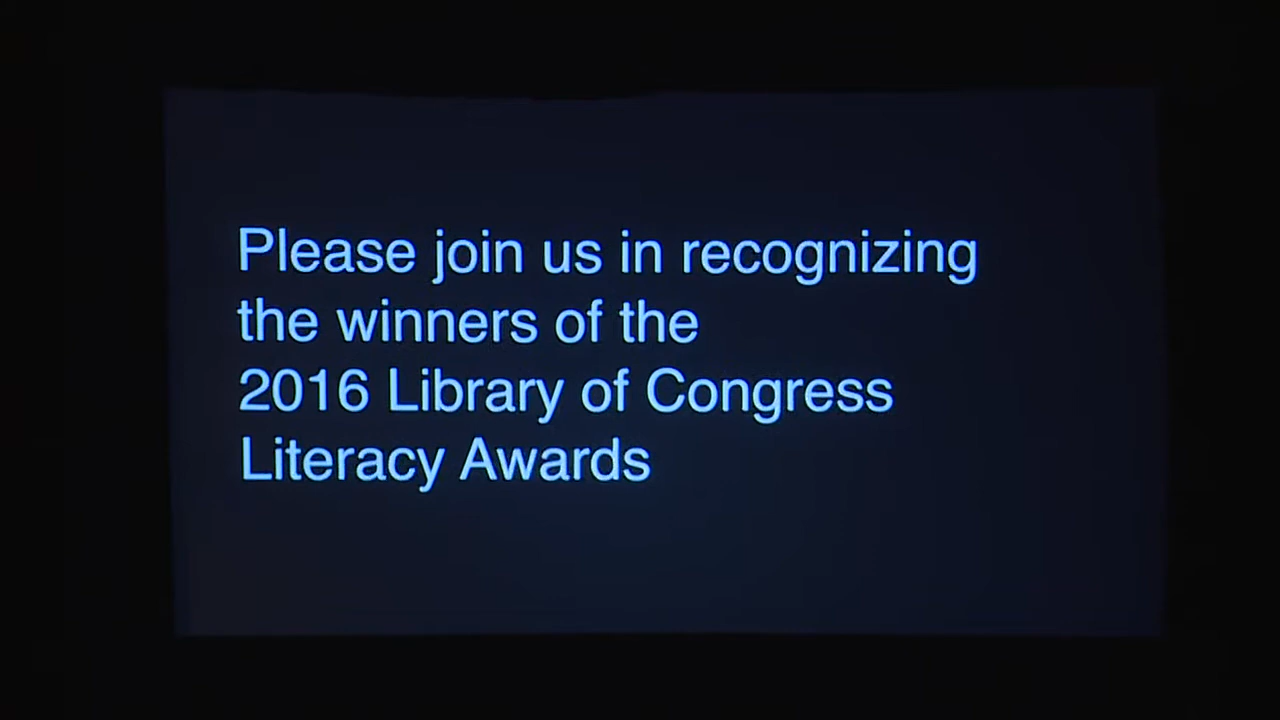 Please join us in recognizing
the winners of the
2016 Library of Congress
Literacy Awards